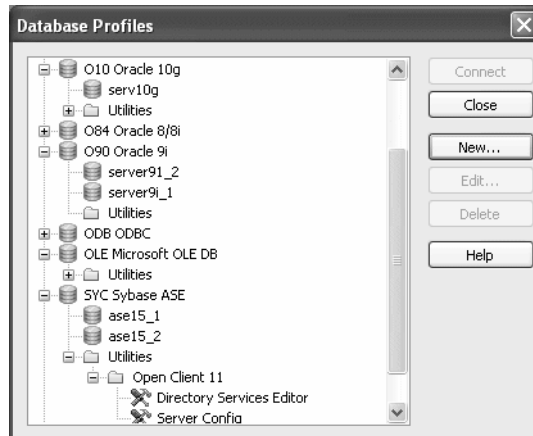 Database Profiles
O10 Oracle 10g
serv10g
Utilities
O84 Oracle 8/8i
O90 Oracle 9i
server91_2
server9i_1
Utilities
ODB ODBC
OLE Microsoft OLE DB
Utilities
SYC Sybase ASE
ase15_1
ase15_2
Utilities
Open Client 11
Directory Services Editor
Server Config
Connect
Close
New...
Edit...
Delete
Help